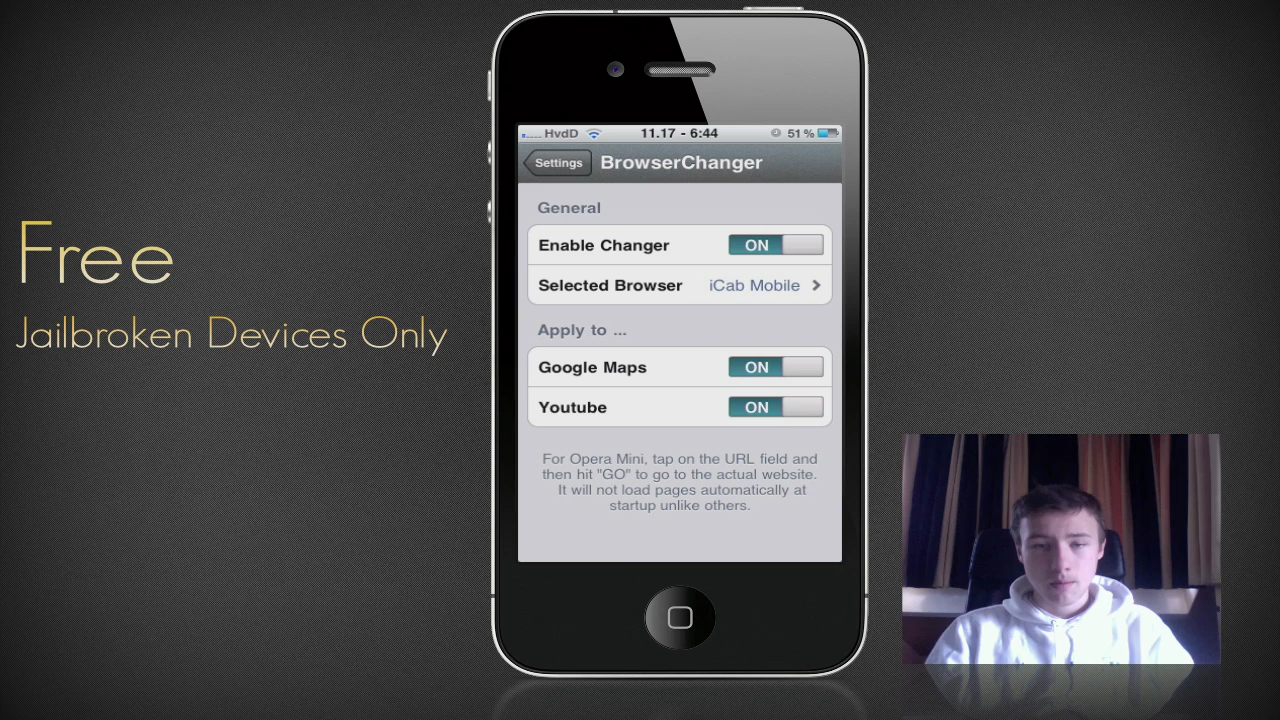 Free
Jailbroken Devices Only
HvdD 11.17 - 6:44 51%
Settings BrowserChanger
General
Enable Changer ON
Selected Browser iCab Mobile
Apply to ...
Google Maps ON
Youtube ON
For Opera Mini, tap on the URL field and
then hit "GO" to go to the actual website.
It will not load pages automatically at
startup unlike others.